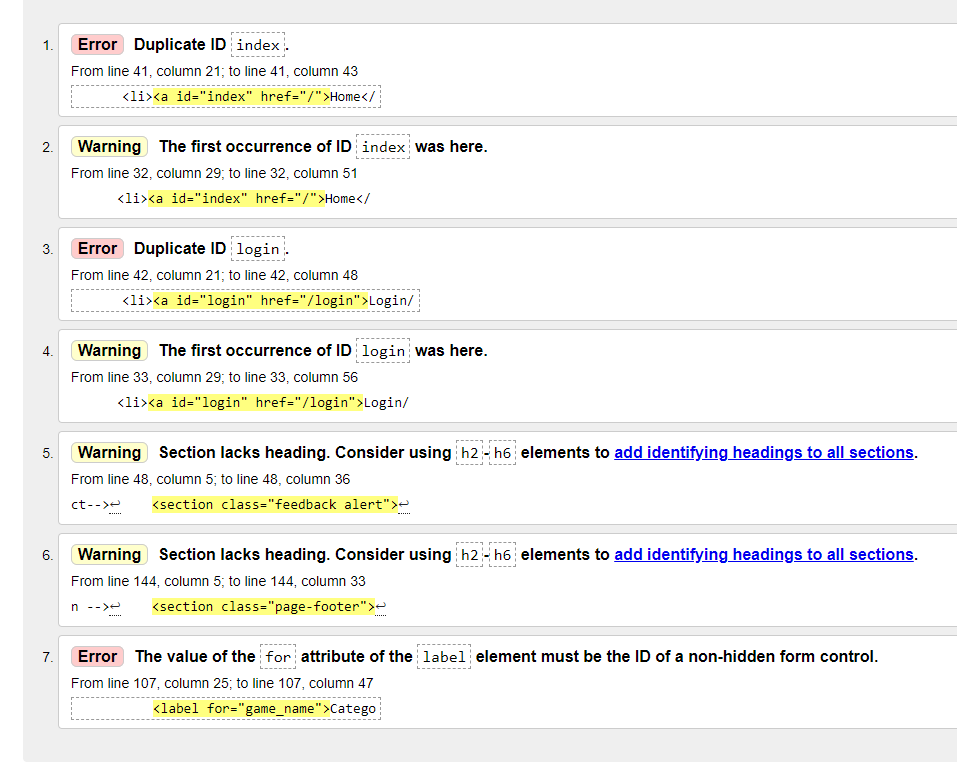 1. Error Duplicate ID index.
From line 41, column 21; to line 41, column 43
<li><a id="index" href="/">Home</
2. Warning The first occurrence of ID index was here.
From line 32, column 29; to line 32, column 51
<li><a id="index" href="/">Home</
3. Error Duplicate ID login.
From line 42, column 21; to line 42, column 48
<li><a id="login" href="/login">Login/
4. Warning The first occurrence of ID login was here.
From line 33, column 29; to line 33, column 56
<li><a id="login" href="/login">Login/
5. Warning Section lacks heading. Consider using h2-h6 elements to add identifying headings to all sections.
From line 48, column 5; to line 48, column 36
ct-->↩ <section class="feedback alert">↩
6. Warning Section lacks heading. Consider using h2-h6 elements to add identifying headings to all sections.
From line 144, column 5; to line 144, column 33
n -->↩ <section class="page-footer">↩
7. Error The value of the for attribute of the label element must be the ID of a non-hidden form control.
From line 107, column 25; to line 107, column 47
<label for="game_name">Catego